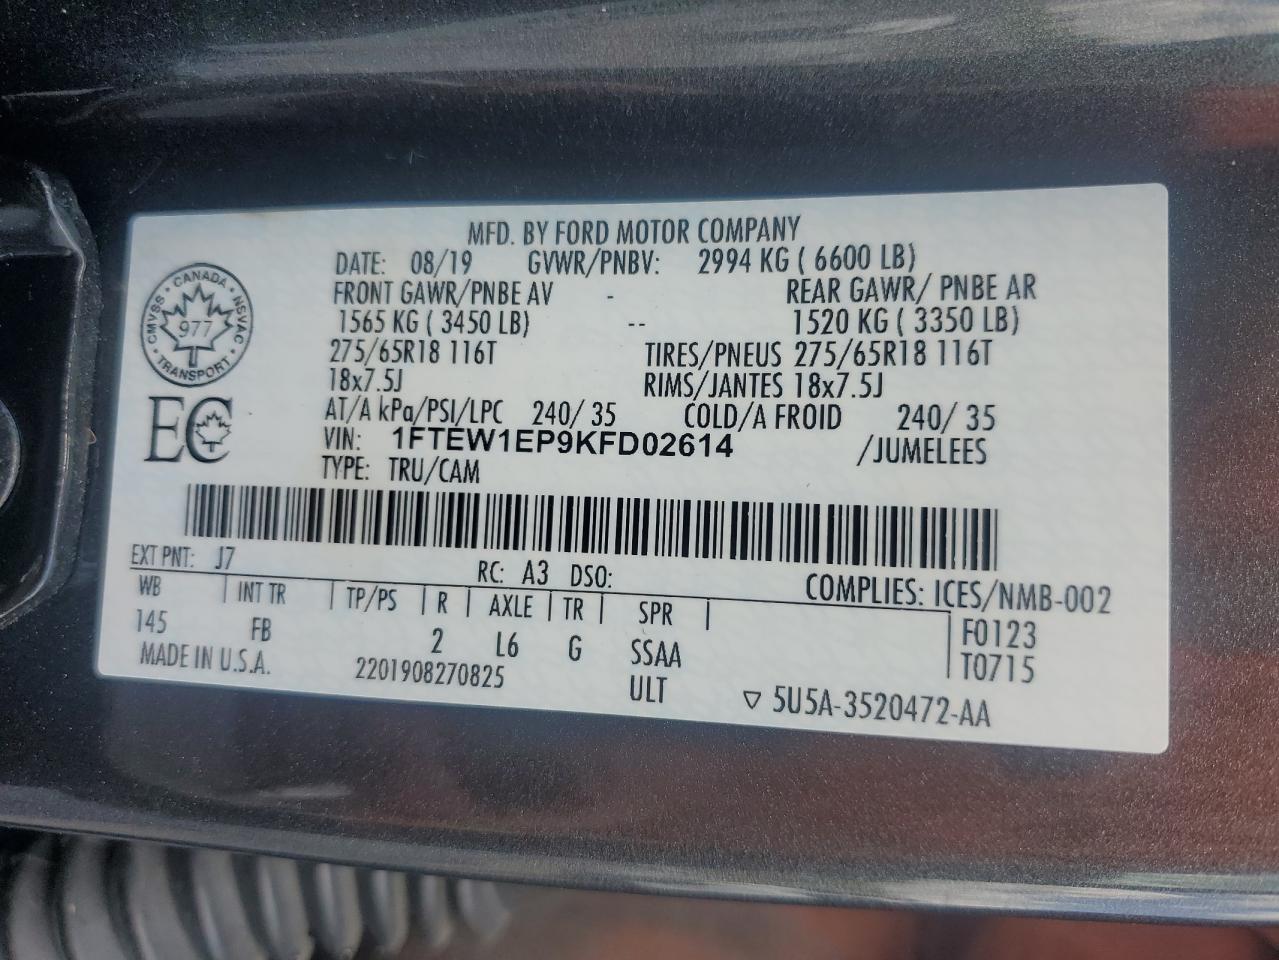 MFD. BY FORD MOTOR COMPANY
DATE: 08/19 GVWR/PNBV: 2994 KG ( 6600 LB)
FRONT GAWR/PNBE AV - REAR GAWR/ PNBE AR
1565 KG ( 3450 LB) -- 1520 KG ( 3350 LB)
275/65R18 116T TIRES/PNEUS 275/65R18 116T
18x7.5J RIMS/JANTES 18x7.5J
AT/A kPa/PSI/LPC 240/ 35 COLD/A FROID 240/ 35
VIN: 1FTEW1EP9KFD02614 /JUMELEES
TYPE: TRU/CAM
CANADA
CMVSS NSVAC
977
TRANSPORT
EC
EXT PNT: J7 RC: A3 DSO: COMPLIES: ICES/NMB-002
WB | INT TR | TP/PS | R | AXLE | TR | SPR |
145 FB 2 L6 G SSAA F0123
MADE IN U.S.A. 2201908270825 ULT T0715
▽ 5U5A-3520472-AA